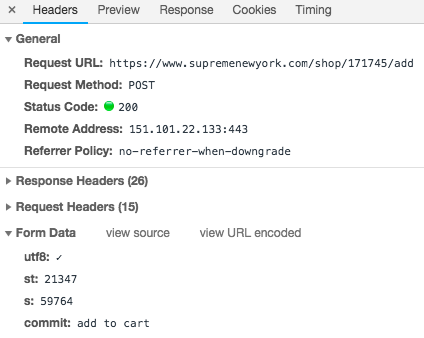 × Headers Preview Response Cookies Timing
▼ General
Request URL: https://www.supremenewyork.com/shop/171745/add
Request Method: POST
Status Code: 200
Remote Address: 151.101.22.133:443
Referrer Policy: no-referrer-when-downgrade
▶ Response Headers (26)
▶ Request Headers (15)
▼ Form Data view source view URL encoded
utf8: ✓
st: 21347
s: 59764
commit: add to cart